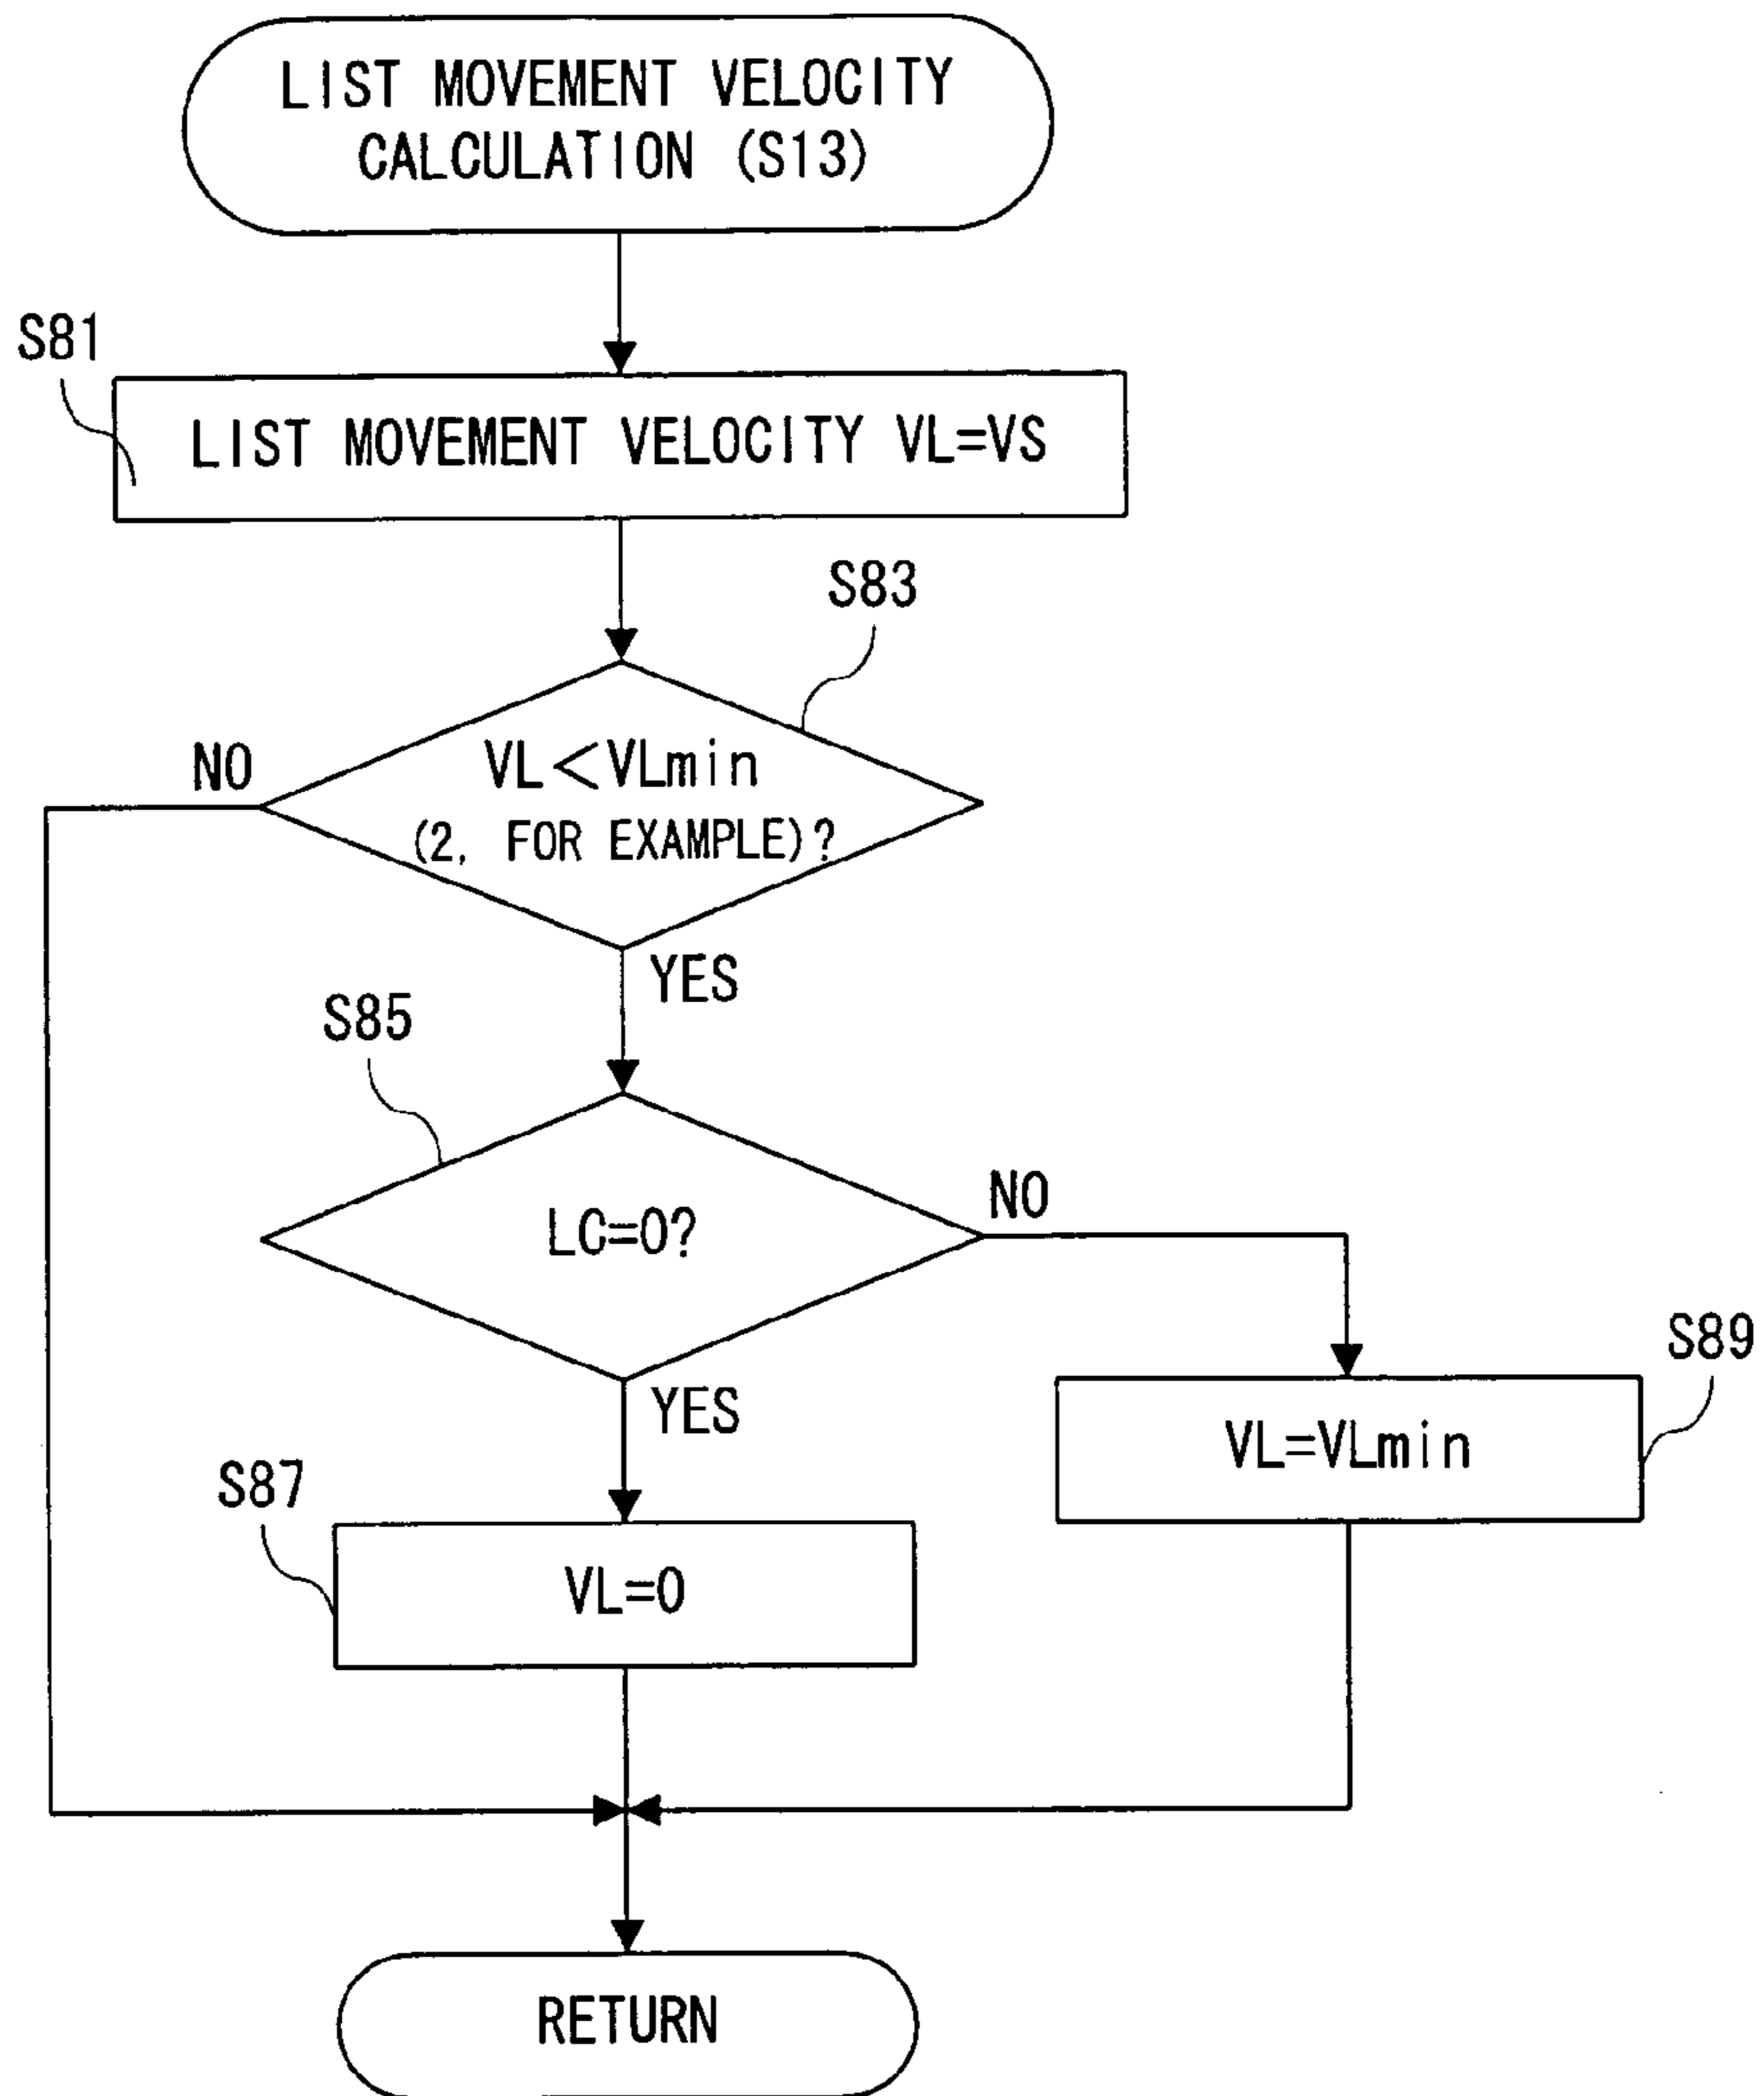 LIST MOVEMENT VELOCITY
CALCULATION (S13)
S81
LIST MOVEMENT VELOCITY VL=VS
S83
NO
VL<VLmin
(2, FOR EXAMPLE)?
YES
S85
NO
LC=0?
S89
YES
VL=VLmin
S87
VL=0
RETURN